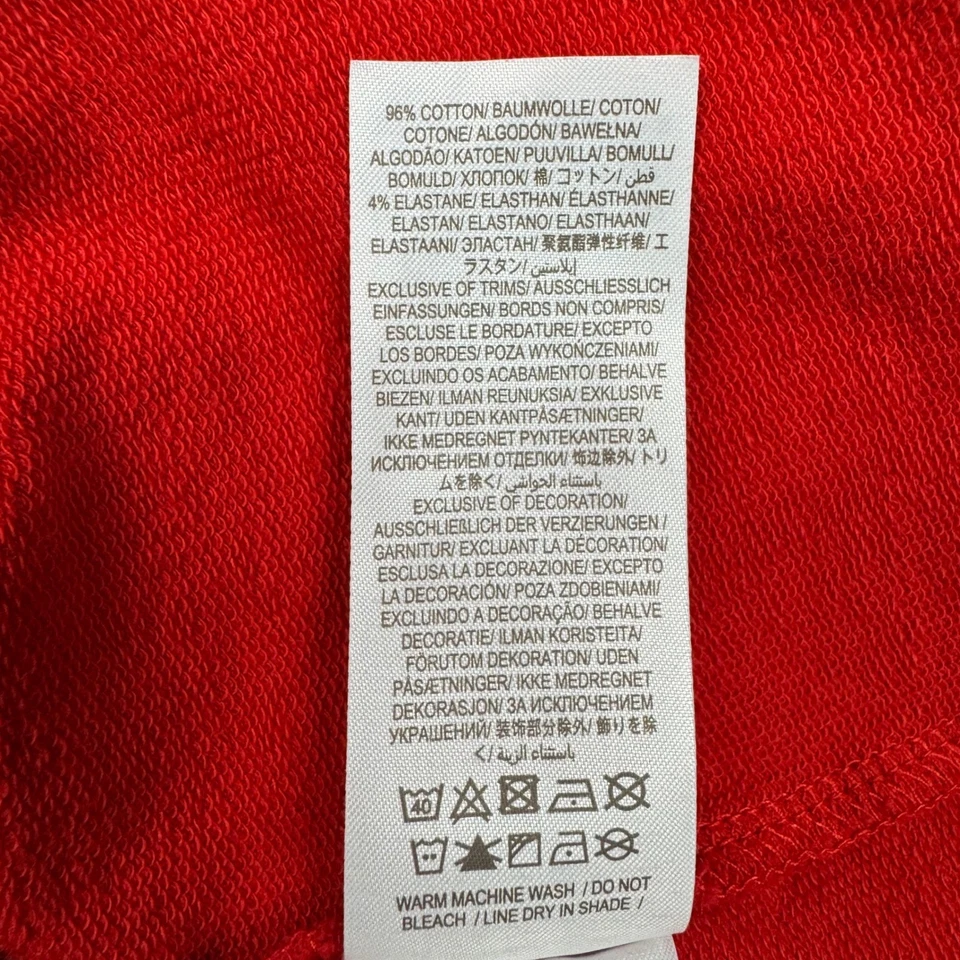 96% COTTON/ BAUMWOLLE/ COTON/
COTONE/ ALGODÓN/ BAWEŁNA/
ALGODÃO/ KATOEN/ PUUVILLA/ BOMULL/
BOMULD/ ХЛОПОК/ 棉/ コットン/ قطن
4% ELASTANE/ ELASTHAN/ ÉLASTHANNE/
ELASTAN/ ELASTANO/ ELASTHAAN/
ELASTAANI/ ЭЛАСТАН/ 聚氨酯弹性纤维/ エ
ラスタン/ إيلاستين
EXCLUSIVE OF TRIMS/ AUSSCHLIESSLICH
EINFASSUNGEN/ BORDS NON COMPRIS/
ESCLUSE LE BORDATURE/ EXCEPTO
LOS BORDES/ POZA WYKOŃCZENIAMI/
EXCLUINDO OS ACABAMENTO/ BEHALVE
BIEZEN/ ILMAN REUNUKSIA/ EXKLUSIVE
KANT/ UDEN KANTPÅSÆTNINGER/
IKKE MEDREGNET PYNTEKANTER/ ЗА
ИСКЛЮЧЕНИЕМ ОТДЕЛКИ/ 饰边除外/ トリ
ムを除く/ باستثناء الحواشي
EXCLUSIVE OF DECORATION/
AUSSCHLIEßLICH DER VERZIERUNGEN /
GARNITUR/ EXCLUANT LA DÉCORATION/
ESCLUSA LA DECORAZIONE/ EXCEPTO
LA DECORACIÓN/ POZA ZDOBIENIAMI/
EXCLUINDO A DECORAÇÃO/ BEHALVE
DECORATIE/ ILMAN KORISTEITA/
FÖRUTOM DEKORATION/ UDEN
PÅSÆTNINGER/ IKKE MEDREGNET
DEKORASJON/ ЗА ИСКЛЮЧЕНИЕМ
УКРАШЕНИЙ/ 装饰部分除外/ 飾りを除
く/ باستثناء الزينة
40
WARM MACHINE WASH / DO NOT
BLEACH / LINE DRY IN SHADE /